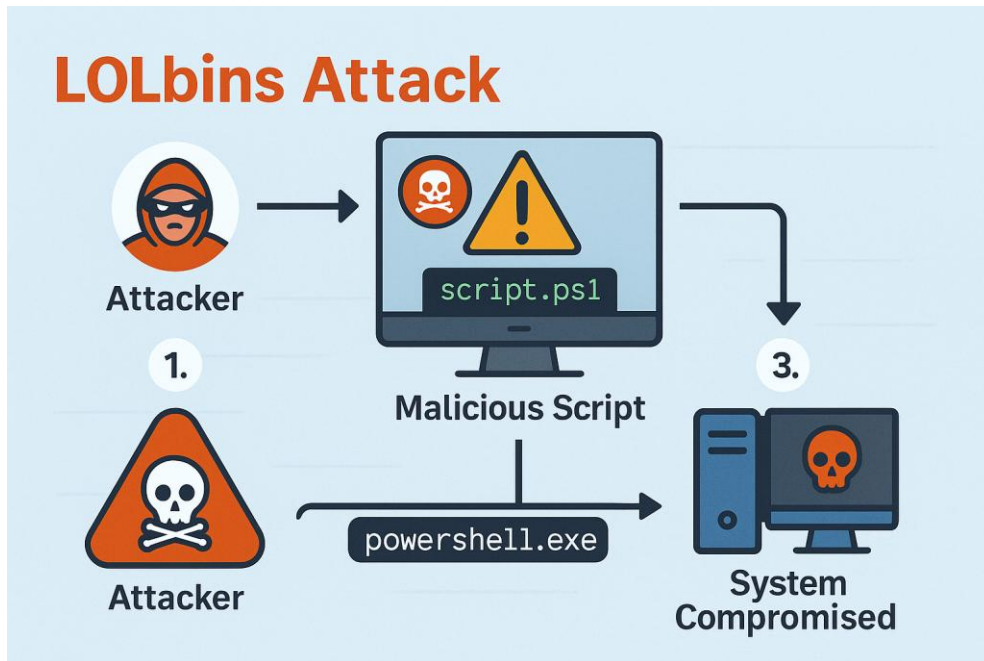 LOLbins Attack
script.ps1
Attacker
1.
3.
Malicious Script
powershell.exe
Attacker
System
Compromised